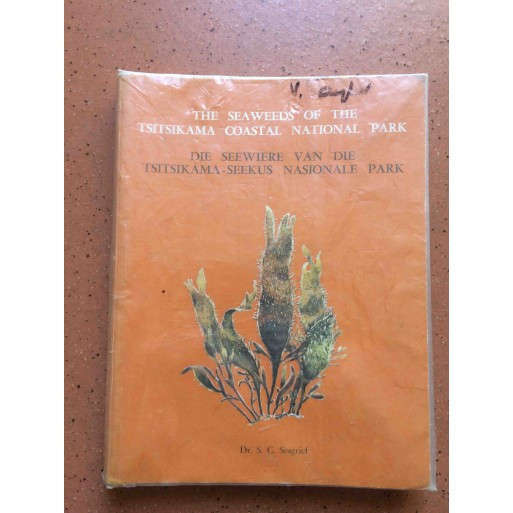 THE SEAWEEDS OF THE
TSITSIKAMA COASTAL NATIONAL PARK
DIE SEEWIERE VAN DIE
TSITSIKAMA-SEEKUS NASIONALE PARK
Dr. S. C. Seagrief